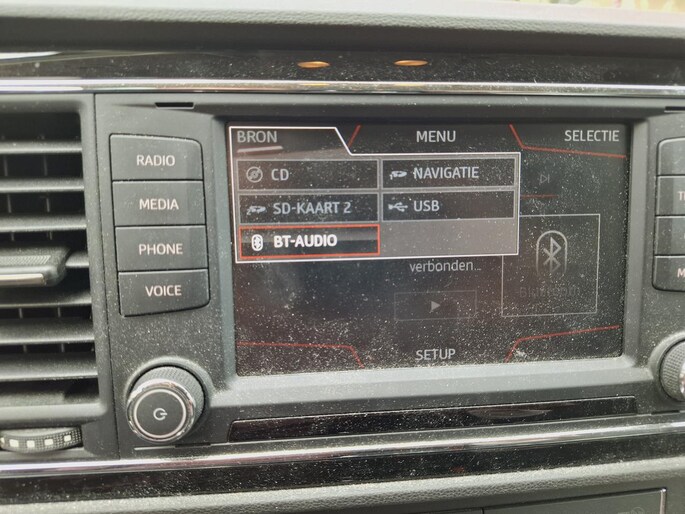 BRON MENU SELECTIE
RADIO
MEDIA
PHONE
VOICE
CD NAVIGATIE
SD-KAART 2 USB
BT-AUDIO
verbonden...
SETUP